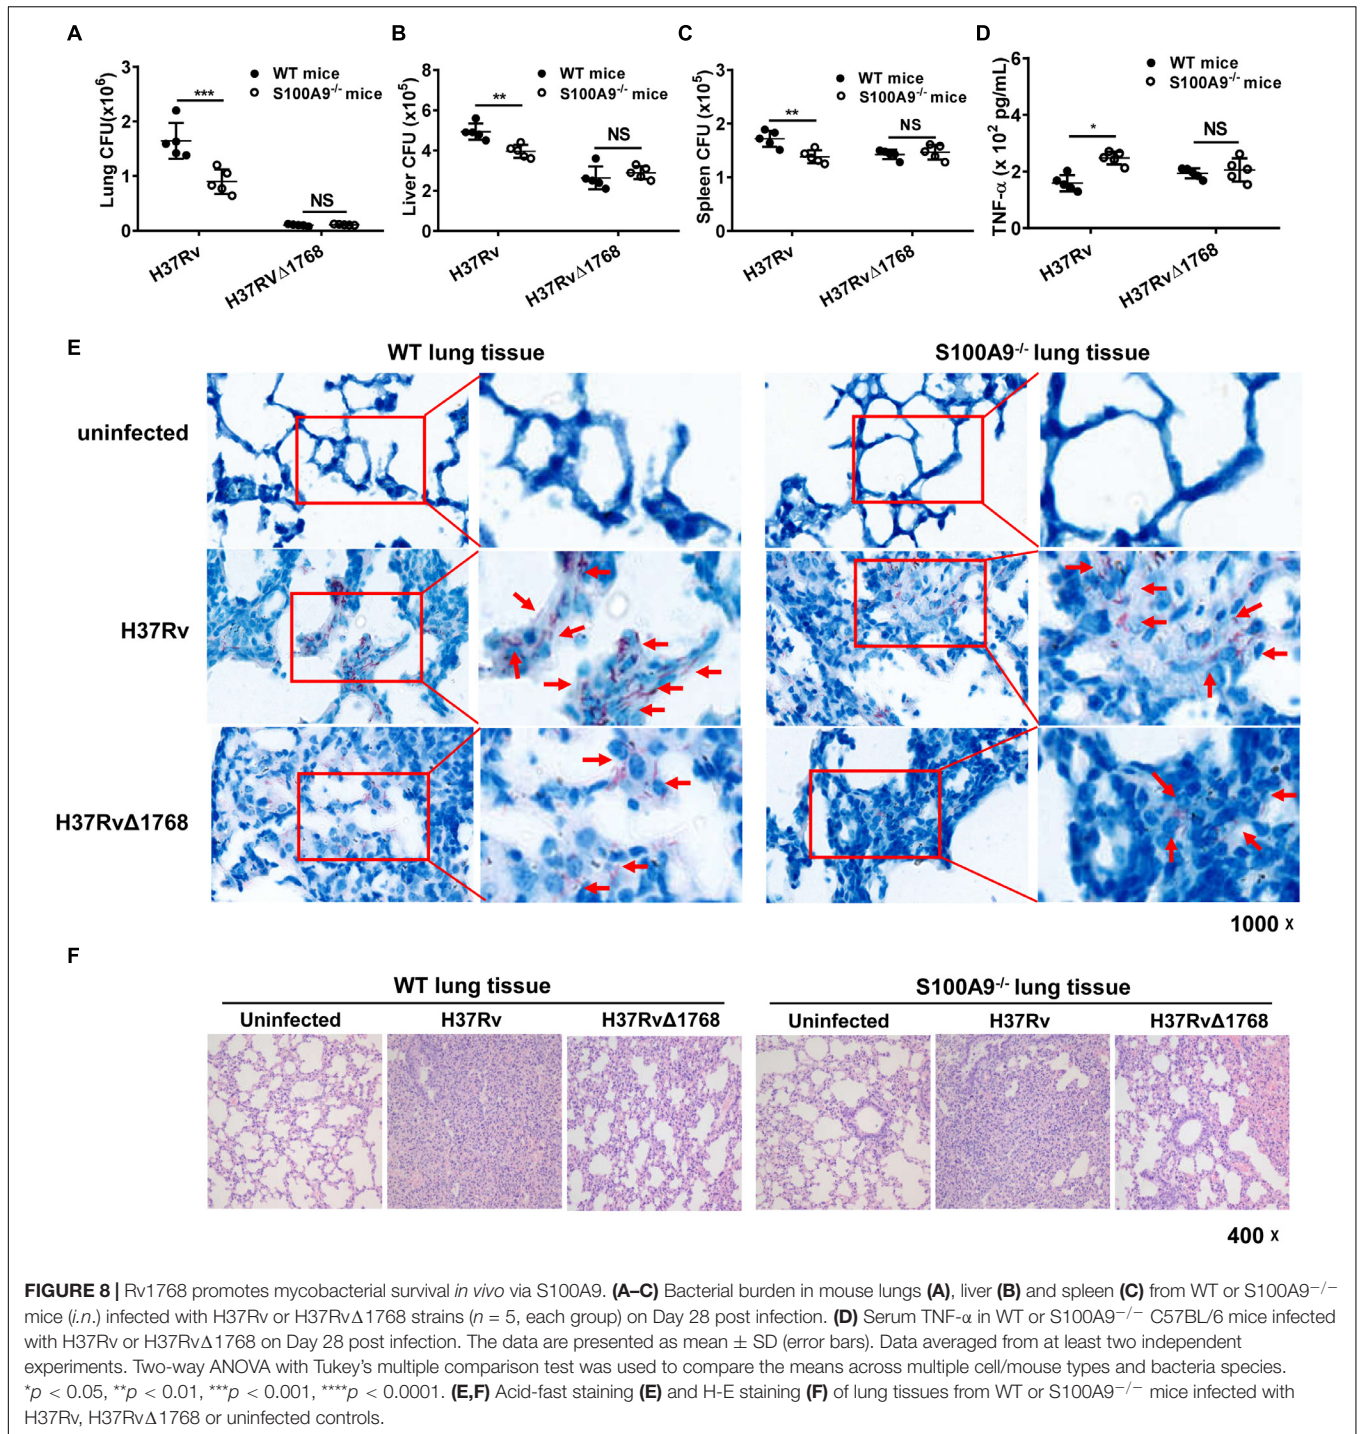 A
B
C
D
Lung CFU(x10⁶)
3
2
1
0
WT mice
S100A9⁻/⁻ mice
***
NS
H37Rv
H37RVΔ1768
Liver CFU (x10⁵)
8
6
4
2
0
WT mice
S100A9⁻/⁻ mice
**
NS
H37Rv
H37RvΔ1768
Spleen CFU (x10⁵)
3
2
1
0
WT mice
S100A9⁻/⁻ mice
**
NS
H37Rv
H37RvΔ1768
TNF-α (x 10² pg/mL)
6
4
2
0
WT mice
S100A9⁻/⁻ mice
*
NS
H37Rv
H37RvΔ1768
E
WT lung tissue
S100A9⁻/⁻ lung tissue
uninfected
H37Rv
H37RvΔ1768
1000 x
F
WT lung tissue
S100A9⁻/⁻ lung tissue
Uninfected
H37Rv
H37RvΔ1768
Uninfected
H37Rv
H37RvΔ1768
400 x
FIGURE 8 | Rv1768 promotes mycobacterial survival in vivo via S100A9. (A–C) Bacterial burden in mouse lungs (A), liver (B) and spleen (C) from WT or S100A9⁻/⁻
mice (i.n.) infected with H37Rv or H37RvΔ1768 strains (n = 5, each group) on Day 28 post infection. (D) Serum TNF-α in WT or S100A9⁻/⁻ C57BL/6 mice infected
with H37Rv or H37RvΔ1768 on Day 28 post infection. The data are presented as mean ± SD (error bars). Data averaged from at least two independent
experiments. Two-way ANOVA with Tukey's multiple comparison test was used to compare the means across multiple cell/mouse types and bacteria species.
*p < 0.05, **p < 0.01, ***p < 0.001, ****p < 0.0001. (E,F) Acid-fast staining (E) and H-E staining (F) of lung tissues from WT or S100A9⁻/⁻ mice infected with
H37Rv, H37RvΔ1768 or uninfected controls.